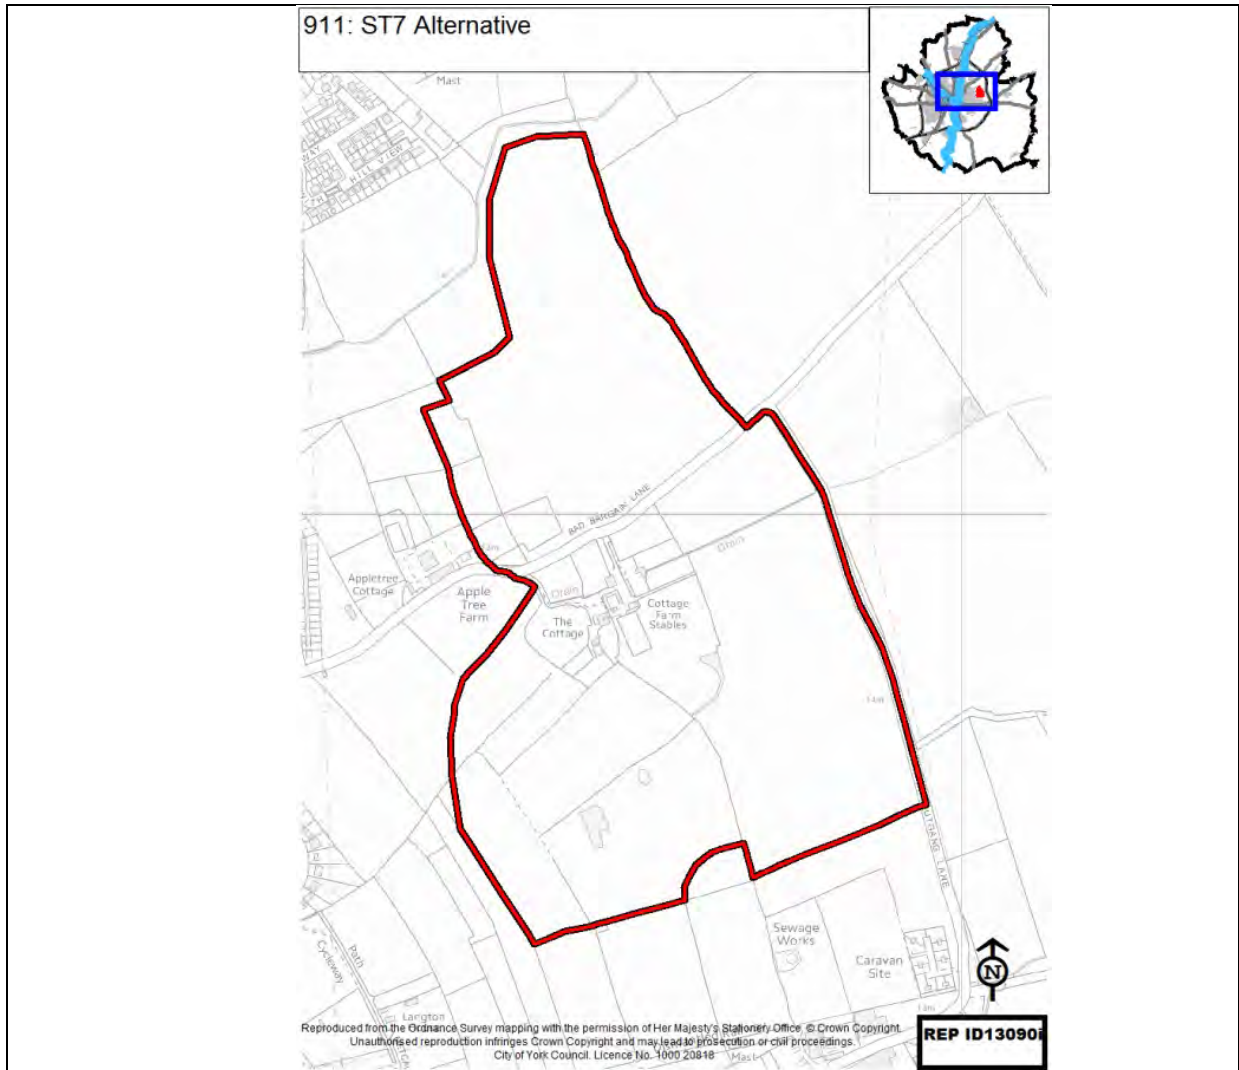 911: ST7 Alternative
Mast
HILL VIEW
BAD BARGAIN LANE
Drain
Appletree
Cottage
Apple
Tree
Farm
Drain
The
Cottage
Cottage
Farm
Stables
LANE
Sewage
Works
Caravan
Site
Path
Cycleway
N
Langton
Reproduced from the Ordnance Survey mapping with the permission of Her Majesty's Stationery Office. © Crown Copyright.
Unauthorised reproduction infringes Crown Copyright and may lead to prosecution or civil proceedings.
City of York Council. Licence No. 1000 20818
Mast
REP ID13090i